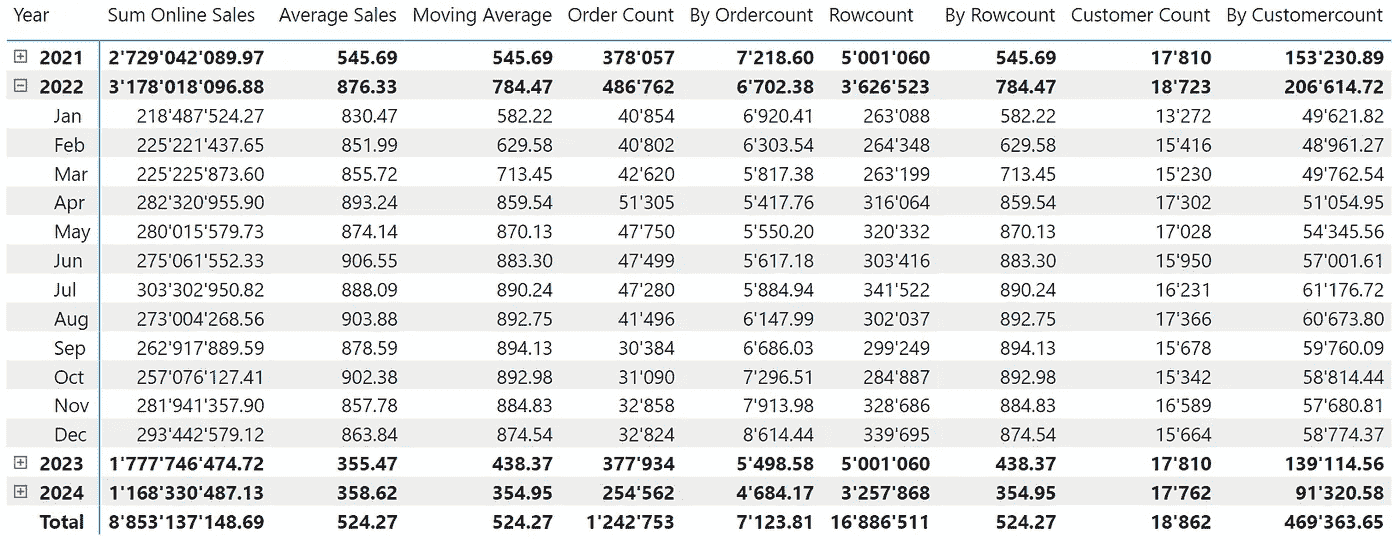 Year Sum Online Sales Average Sales Moving Average Order Count By Ordercount Rowcount By Rowcount Customer Count By Customercount
2021 2'729'042'089.97 545.69 545.69 378'057 7'218.60 5'001'060 545.69 17'810 153'230.89
2022 3'178'018'096.88 876.33 784.47 486'762 6'702.38 3'626'523 784.47 18'723 206'614.72
Jan 218'487'524.27 830.47 582.22 40'854 6'920.41 263'088 582.22 13'272 49'621.82
Feb 225'221'437.65 851.99 629.58 40'802 6'303.54 264'348 629.58 15'416 48'961.27
Mar 225'225'873.60 855.72 713.45 42'620 5'817.38 263'199 713.45 15'230 49'762.54
Apr 282'320'955.90 893.24 859.54 51'305 5'417.76 316'064 859.54 17'302 51'054.95
May 280'015'579.73 874.14 870.13 47'750 5'550.20 320'332 870.13 17'028 54'345.56
Jun 275'061'552.33 906.55 883.30 47'499 5'617.18 303'416 883.30 15'950 57'001.61
Jul 303'302'950.82 888.09 890.24 47'280 5'884.94 341'522 890.24 16'231 61'176.72
Aug 273'004'268.56 903.88 892.75 41'496 6'147.99 302'037 892.75 17'366 60'673.80
Sep 262'917'889.59 878.59 894.13 30'384 6'686.03 299'249 894.13 15'678 59'760.09
Oct 257'076'127.41 902.38 892.98 31'090 7'296.51 284'887 892.98 15'342 58'814.44
Nov 281'941'357.90 857.78 884.83 32'858 7'913.98 328'686 884.83 16'589 57'680.81
Dec 293'442'579.12 863.84 874.54 32'824 8'614.44 339'695 874.54 15'664 58'774.37
2023 1'777'746'474.72 355.47 438.37 377'934 5'498.58 5'001'060 438.37 17'810 139'114.56
2024 1'168'330'487.13 358.62 354.95 254'562 4'684.17 3'257'868 354.95 17'762 91'320.58
Total 8'853'137'148.69 524.27 524.27 1'242'753 7'123.81 16'886'511 524.27 18'862 469'363.65